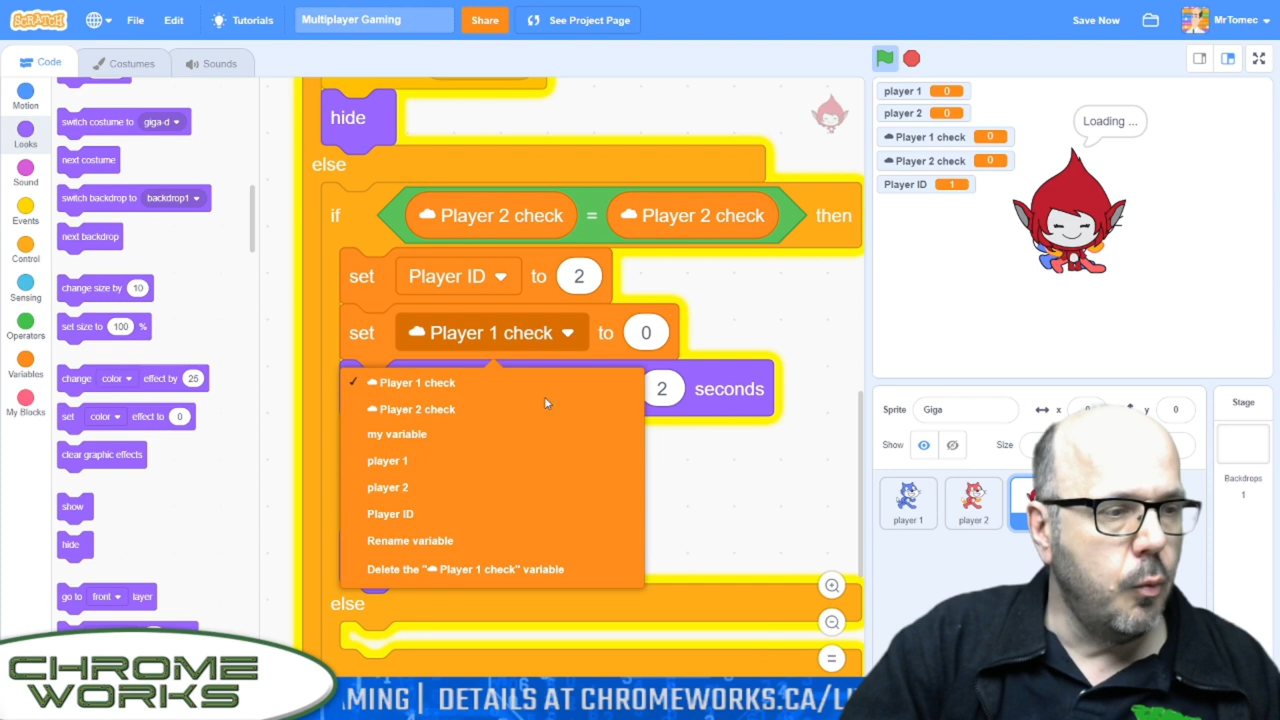 SCRATCH
File
Edit
Tutorials
Multiplayer Gaming
Share
See Project Page
Save Now
MrTomec
Code
Costumes
Sounds
Motion
Looks
Sound
Events
Control
Sensing
Operators
Variables
My Blocks
switch costume to giga-d
next costume
switch backdrop to backdrop1
next backdrop
change size by 10
set size to 100 %
change color effect by 25
set color effect to 0
clear graphic effects
show
hide
go to front layer
hide
else
if Player 2 check = Player 2 check then
set Player ID to 2
set Player 1 check to 0
2 seconds
Player 1 check
Player 2 check
my variable
player 1
player 2
Player ID
Rename variable
Delete the "Player 1 check" variable
else
player 1 0
player 2 0
Player 1 check 0
Player 2 check 0
Player ID 1
Loading ...
Sprite Giga x y 0
Show Size
player 1
player 2
Stage
Backdrops
1
CHROME
WORKS
AMING | DETAILS AT CHROMEWORKS.CA/LI